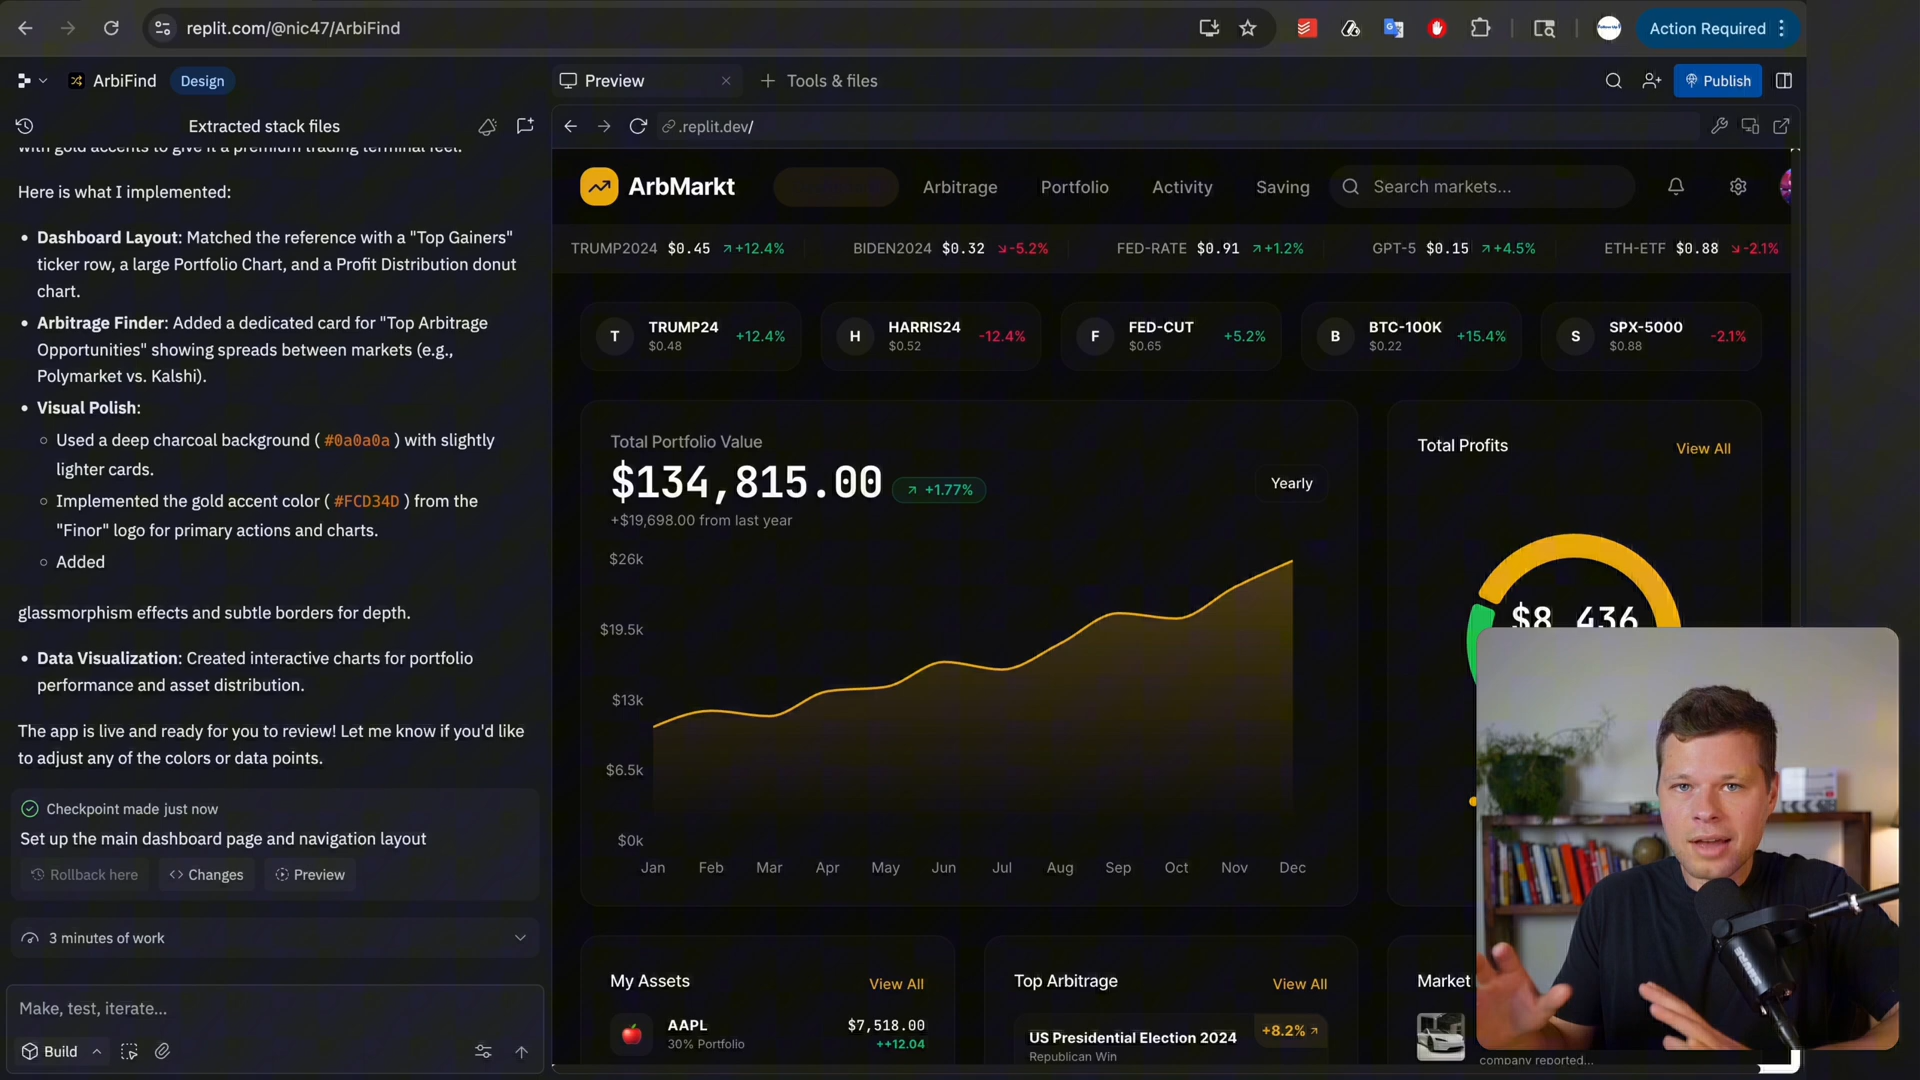 replit.com/@nic47/ArbiFind
Action Required
ArbiFind
Design
Preview
Tools & files
Publish
Extracted stack files
.replit.dev/
with gold accents to give it a premium trading terminal feel.
Here is what I implemented:
Dashboard Layout: Matched the reference with a "Top Gainers"
ticker row, a large Portfolio Chart, and a Profit Distribution donut
chart.
Arbitrage Finder: Added a dedicated card for "Top Arbitrage
Opportunities" showing spreads between markets (e.g.,
Polymarket vs. Kalshi).
Visual Polish:
Used a deep charcoal background ( #0a0a0a ) with slightly
lighter cards.
Implemented the gold accent color ( #FCD34D ) from the
"Finor" logo for primary actions and charts.
Added
glassmorphism effects and subtle borders for depth.
Data Visualization: Created interactive charts for portfolio
performance and asset distribution.
The app is live and ready for you to review! Let me know if you'd like
to adjust any of the colors or data points.
Checkpoint made just now
Set up the main dashboard page and navigation layout
Rollback here
Changes
Preview
3 minutes of work
Make, test, iterate...
Build
ArbMarkt
Arbitrage
Portfolio
Activity
Saving
Search markets...
TRUMP2024 $0.45 +12.4%
BIDEN2024 $0.32 -5.2%
FED-RATE $0.91 +1.2%
GPT-5 $0.15 +4.5%
ETH-ETF $0.88 -2.1%
T
TRUMP24
$0.48
+12.4%
H
HARRIS24
$0.52
-12.4%
F
FED-CUT
$0.65
+5.2%
B
BTC-100K
$0.22
+15.4%
S
SPX-5000
$0.88
-2.1%
Total Portfolio Value
$134,815.00
+1.77%
+$19,698.00 from last year
Yearly
$26k
$19.5k
$13k
$6.5k
$0k
Jan
Feb
Mar
Apr
May
Jun
Jul
Aug
Sep
Oct
Nov
Dec
Total Profits
View All
$8,436
My Assets
View All
AAPL
30% Portfolio
$7,518.00
++12.04
Top Arbitrage
View All
US Presidential Election 2024
Republican Win
+8.2%
Market
company reported...